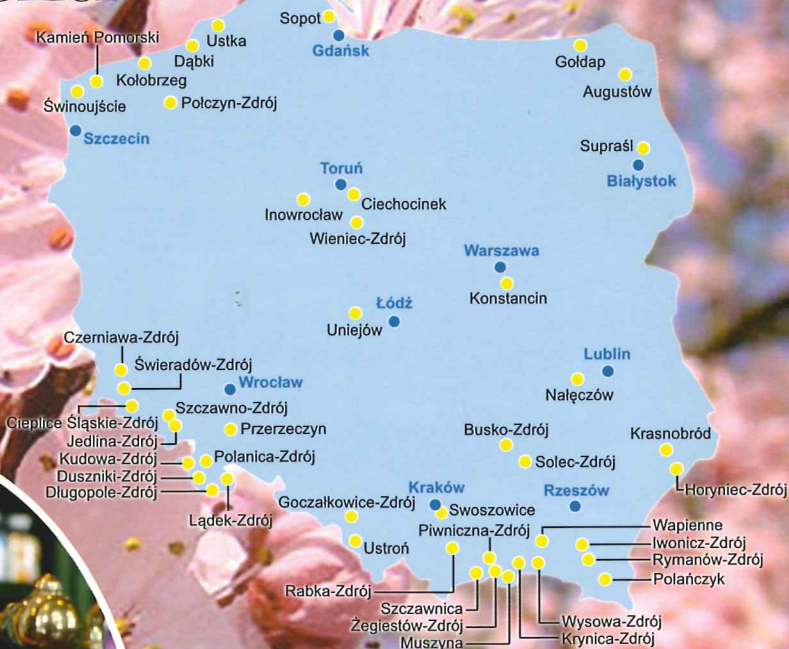 Sopot
Gdańsk
Ustka
Kamień Pomorski
Dąbki
Kołobrzeg
Świnoujście
Połczyn-Zdrój
Szczecin
Gołdap
Augustów
Supraśl
Białystok
Toruń
Ciechocinek
Inowrocław
Wieniec-Zdrój
Warszawa
Konstancin
Łódź
Uniejów
Lublin
Nałęczów
Czerniawa-Zdrój
Świeradów-Zdrój
Wrocław
Szczawno-Zdrój
Cieplice Śląskie-Zdrój
Przerzeczyn
Jedlina-Zdrój
Kudowa-Zdrój
Polanica-Zdrój
Duszniki-Zdrój
Długopole-Zdrój
Lądek-Zdrój
Busko-Zdrój
Solec-Zdrój
Krasnobród
Horyniec-Zdrój
Kraków
Rzeszów
Goczałkowice-Zdrój
Swoszowice
Piwniczna-Zdrój
Ustroń
Wapienne
Iwonicz-Zdrój
Rymanów-Zdrój
Polańczyk
Rabka-Zdrój
Szczawnica
Żegiestów-Zdrój
Muszyna
Wysowa-Zdrój
Krynica-Zdrój